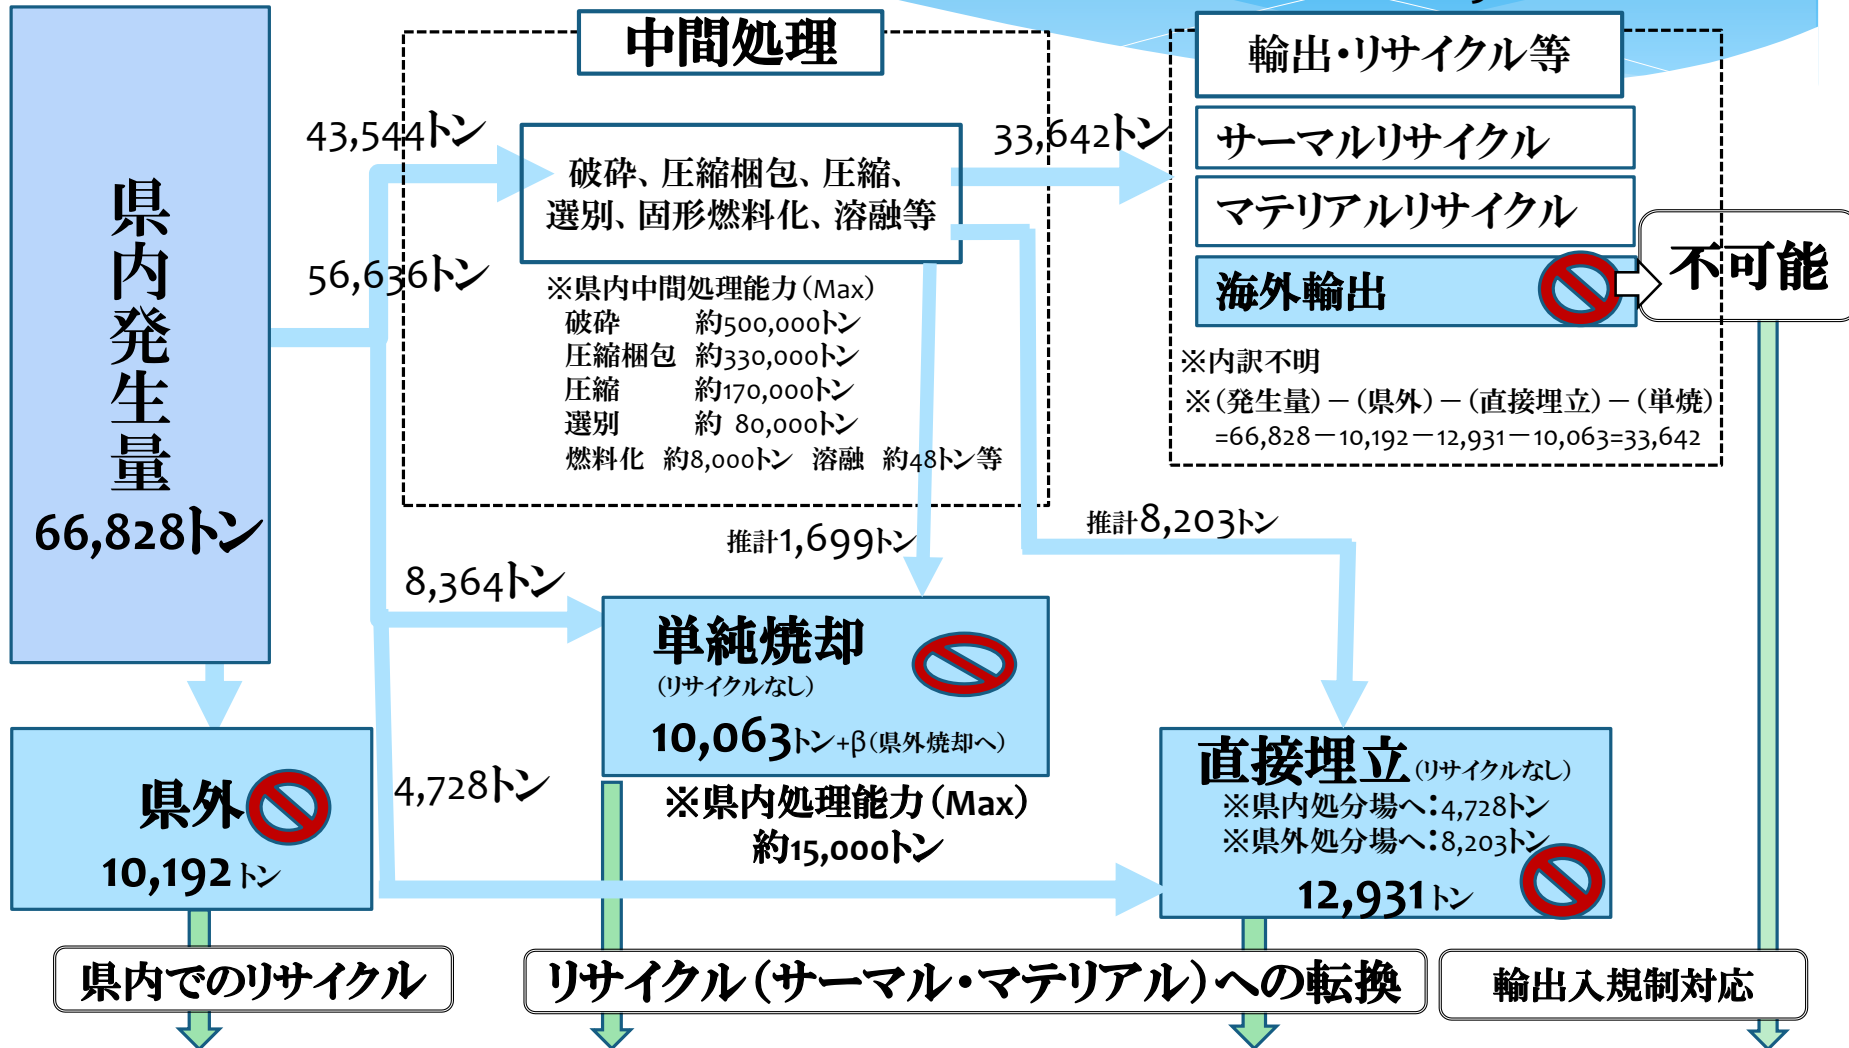 県内発生量
66,828トン
43,544トン
56,636トン
中間処理
破砕、圧縮梱包、圧縮、
選別、固形燃料化、溶融等
※県内中間処理能力(Max)
破砕 約500,000トン
圧縮梱包 約330,000トン
圧縮 約170,000トン
選別 約 80,000トン
燃料化 約8,000トン 溶融 約48トン等
33,642トン
輸出・リサイクル等
サーマルリサイクル
マテリアルリサイクル
海外輸出
不可能
※内訳不明
※(発生量)-(県外)-(直接埋立)-(単焼)
=66,828-10,192-12,931-10,063=33,642
推計1,699トン
推計8,203トン
8,364トン
単純焼却
(リサイクルなし)
10,063トン+β(県外焼却へ)
※県内処理能力(Max)
約15,000トン
4,728トン
県外
10,192トン
直接埋立(リサイクルなし)
※県内処分場へ:4,728トン
※県外処分場へ:8,203トン
12,931トン
県内でのリサイクル
リサイクル(サーマル・マテリアル)への転換
輸出入規制対応